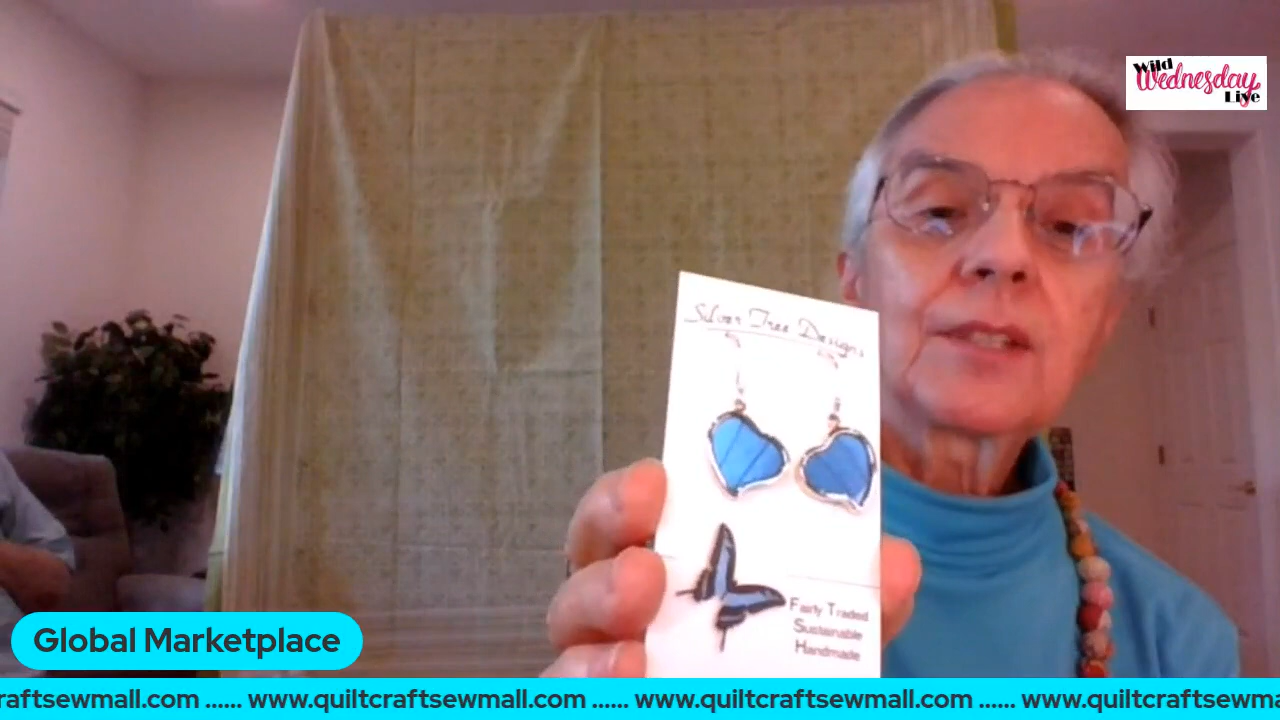 Wild
Wednesday
Live
Silver Tree Designs
Fairly Traded
Sustainable
Handmade
Global Marketplace
raftsewmall.com ...... www.quiltcraftsewmall.com ...... www.quiltcraftsewmall.com ...... www.quiltcraftsewma